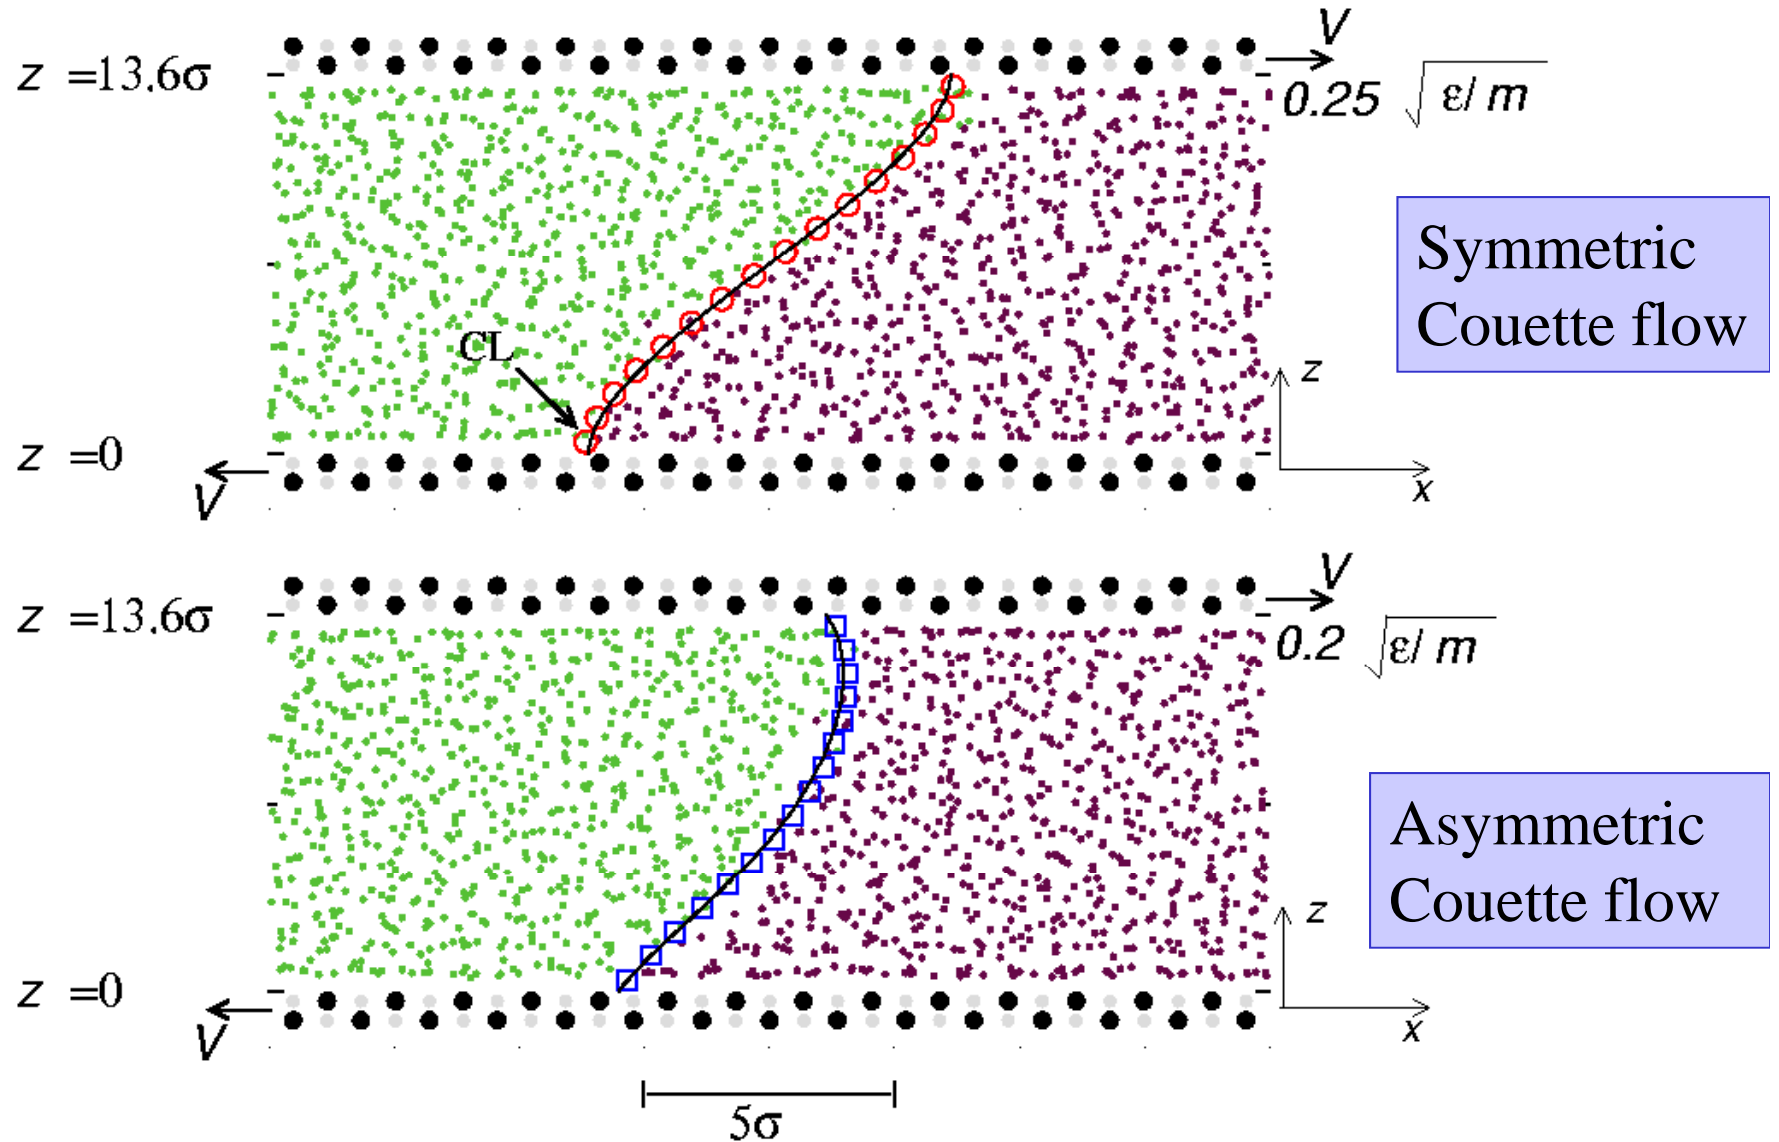 V
z =13.6σ
0.25 √ε/m
Symmetric
Couette flow
CL
z
z =0
V
x
V
z =13.6σ
0.2 √ε/m
Asymmetric
Couette flow
z
z =0
V
x
5σ